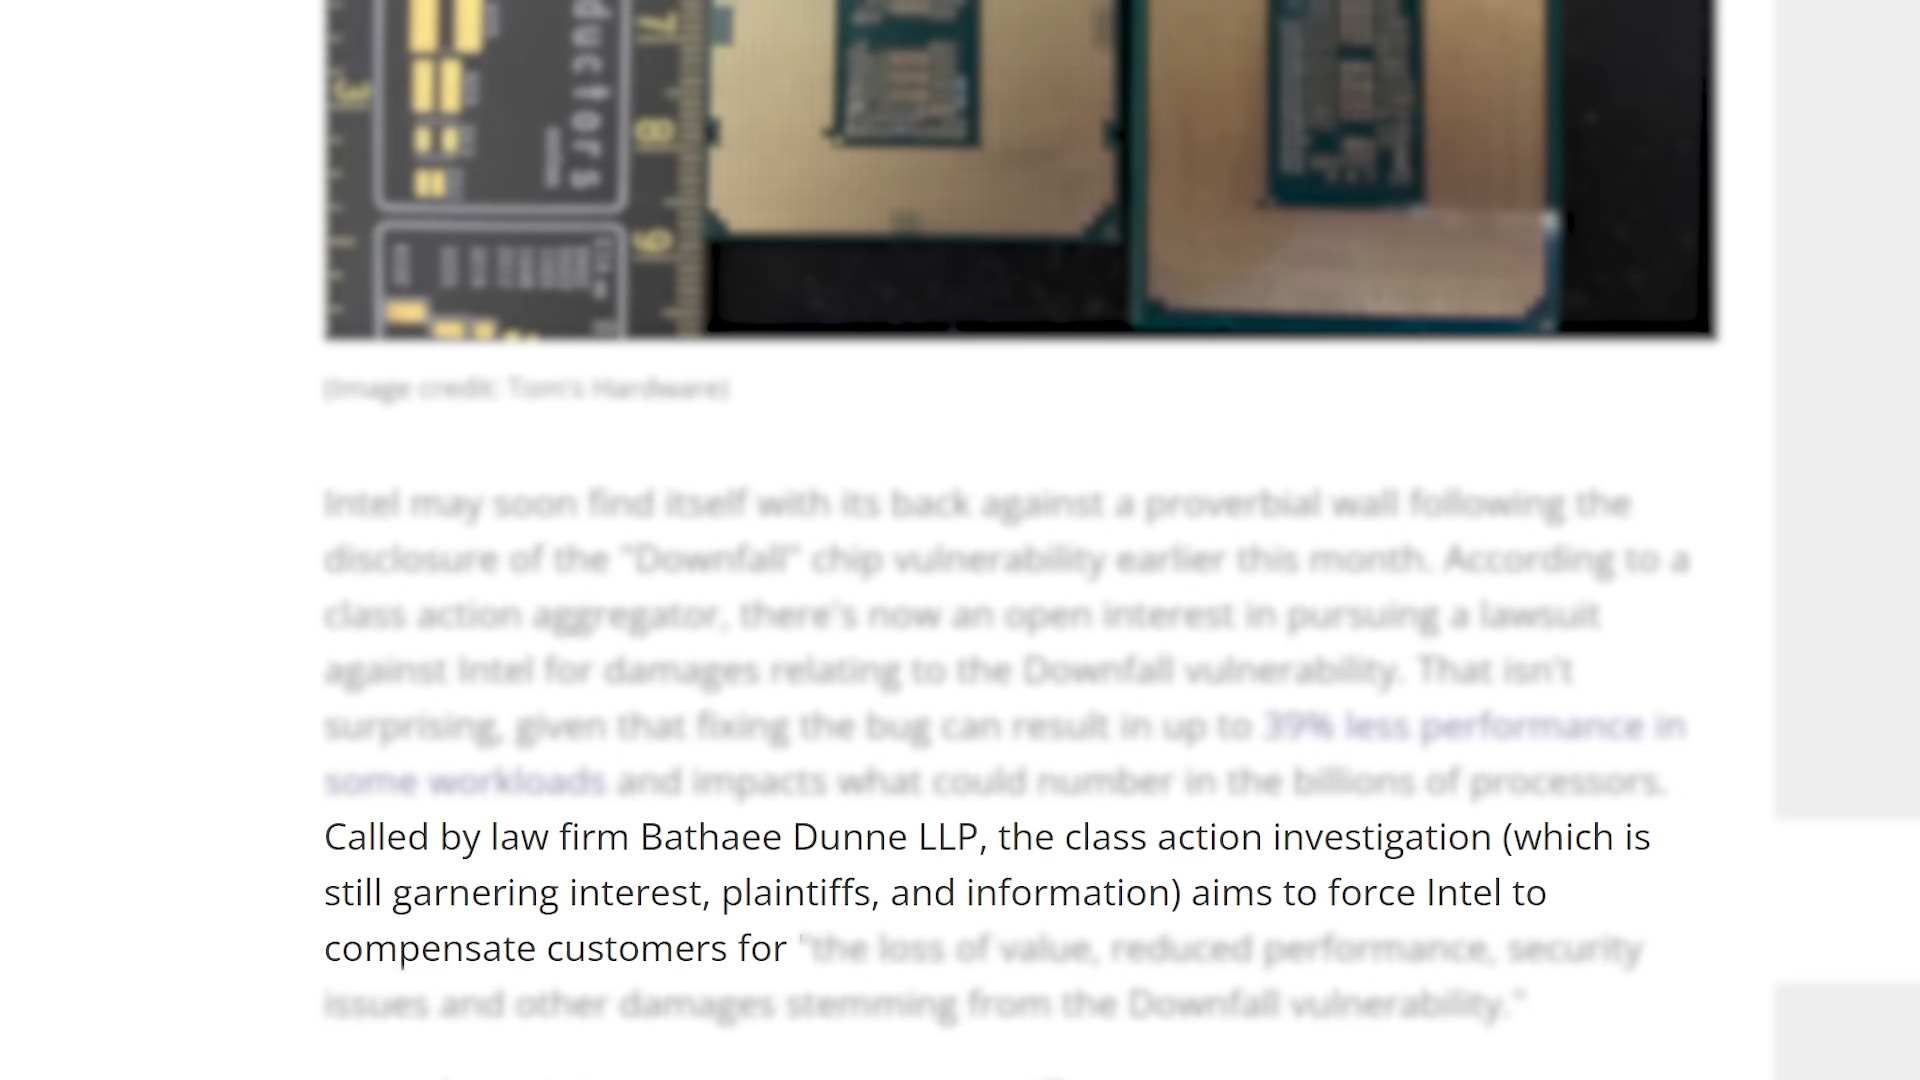 ductors
7
8
9
3
(Image credit: Tom's Hardware)
Intel may soon find itself with its back against a proverbial wall following the
disclosure of the "Downfall" chip vulnerability earlier this month. According to a
class action aggregator, there's now an open interest in pursuing a lawsuit
against Intel for damages relating to the Downfall vulnerability. That isn't
surprising, given that fixing the bug can result in up to 39% less performance in
some workloads and impacts what could number in the billions of processors.
Called by law firm Bathaee Dunne LLP, the class action investigation (which is
still garnering interest, plaintiffs, and information) aims to force Intel to
compensate customers for "the loss of value, reduced performance, security
issues and other damages stemming from the Downfall vulnerability."